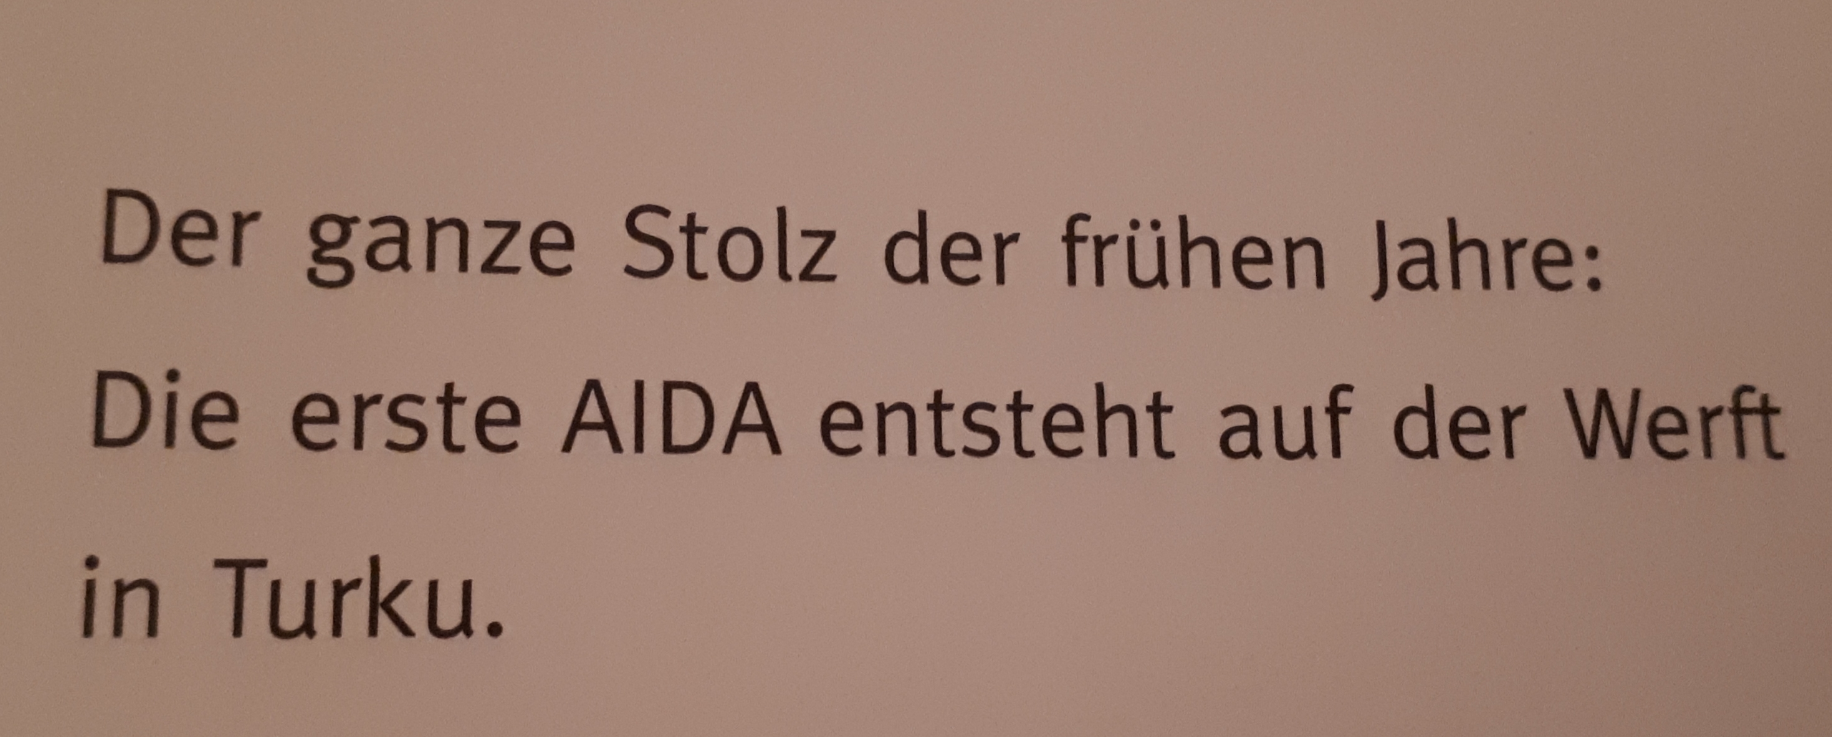 Der ganze Stolz der frühen Jahre:
Die erste AIDA entsteht auf der Werft
in Turku.